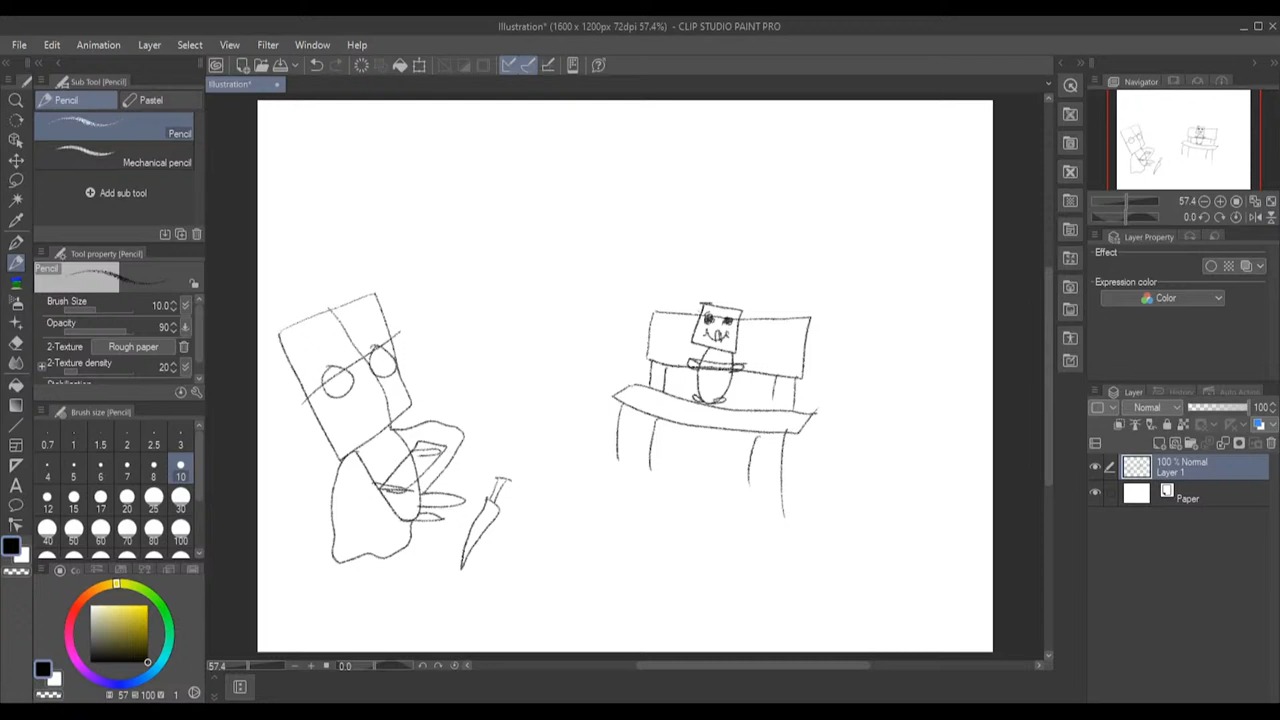 Illustration* (1600 x 1200px 72dpi 57.4%) - CLIP STUDIO PAINT PRO
File Edit Animation Layer Select View Filter Window Help
Sub Tool [Pencil]
Illustration*
Navigator
Pencil Pastel
Pencil
Mechanical pencil
Add sub tool
57.4
0.0
Tool property [Pencil]
Layer Property
Pencil
Effect
Brush Size 10.0
Expression color
Opacity 90
Color
2-Texture Rough paper
2-Texture density 20
Brush size [Pencil]
Layer History Auto Action
Normal 100
0.7 1 1.5 2 2.5 3
4 5 6 7 8 10
12 15 17 20 25 30
40 50 60 70 80 100
100 % Normal
Layer 1
Paper
57.4 0.0
57 100 1